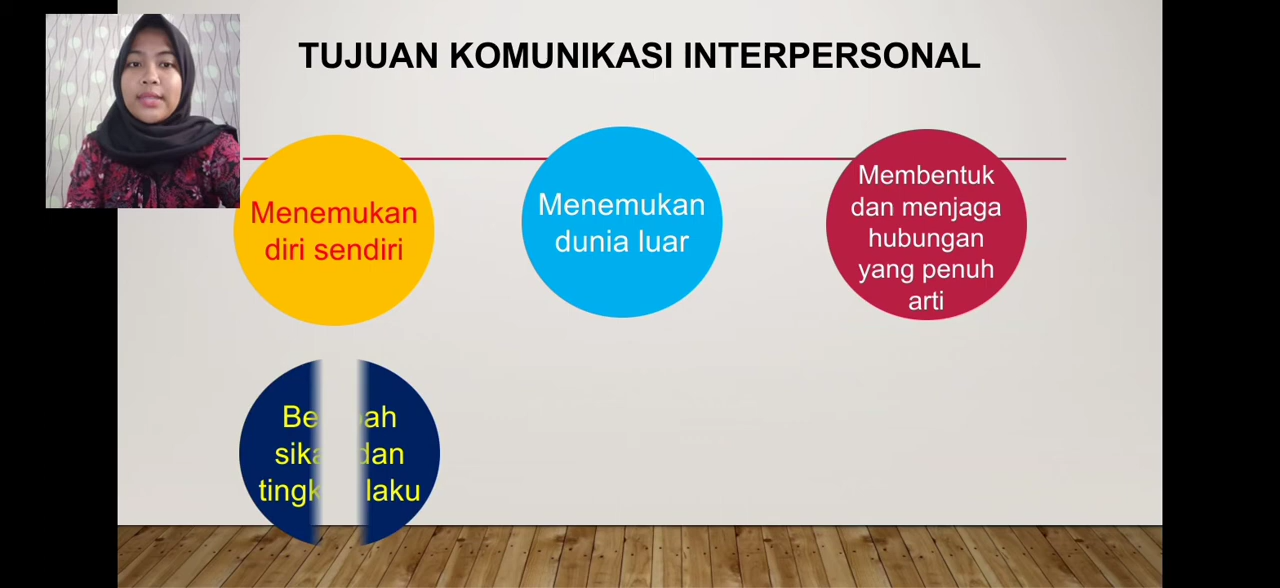 TUJUAN KOMUNIKASI INTERPERSONAL
Menemukan
diri sendiri
Menemukan
dunia luar
Membentuk
dan menjaga
hubungan
yang penuh
arti
dan
laku